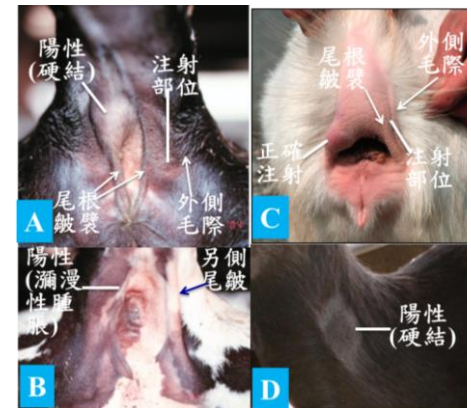 陽性
(硬結)
注射
部位
尾根
皺襞
外側
毛際
A
尾根
皺襞
外側
毛際
正確
注射
注射
部位
C
陽性
(瀰漫
性腫
脹)
另側
尾皺
B
陽性
(硬結)
D